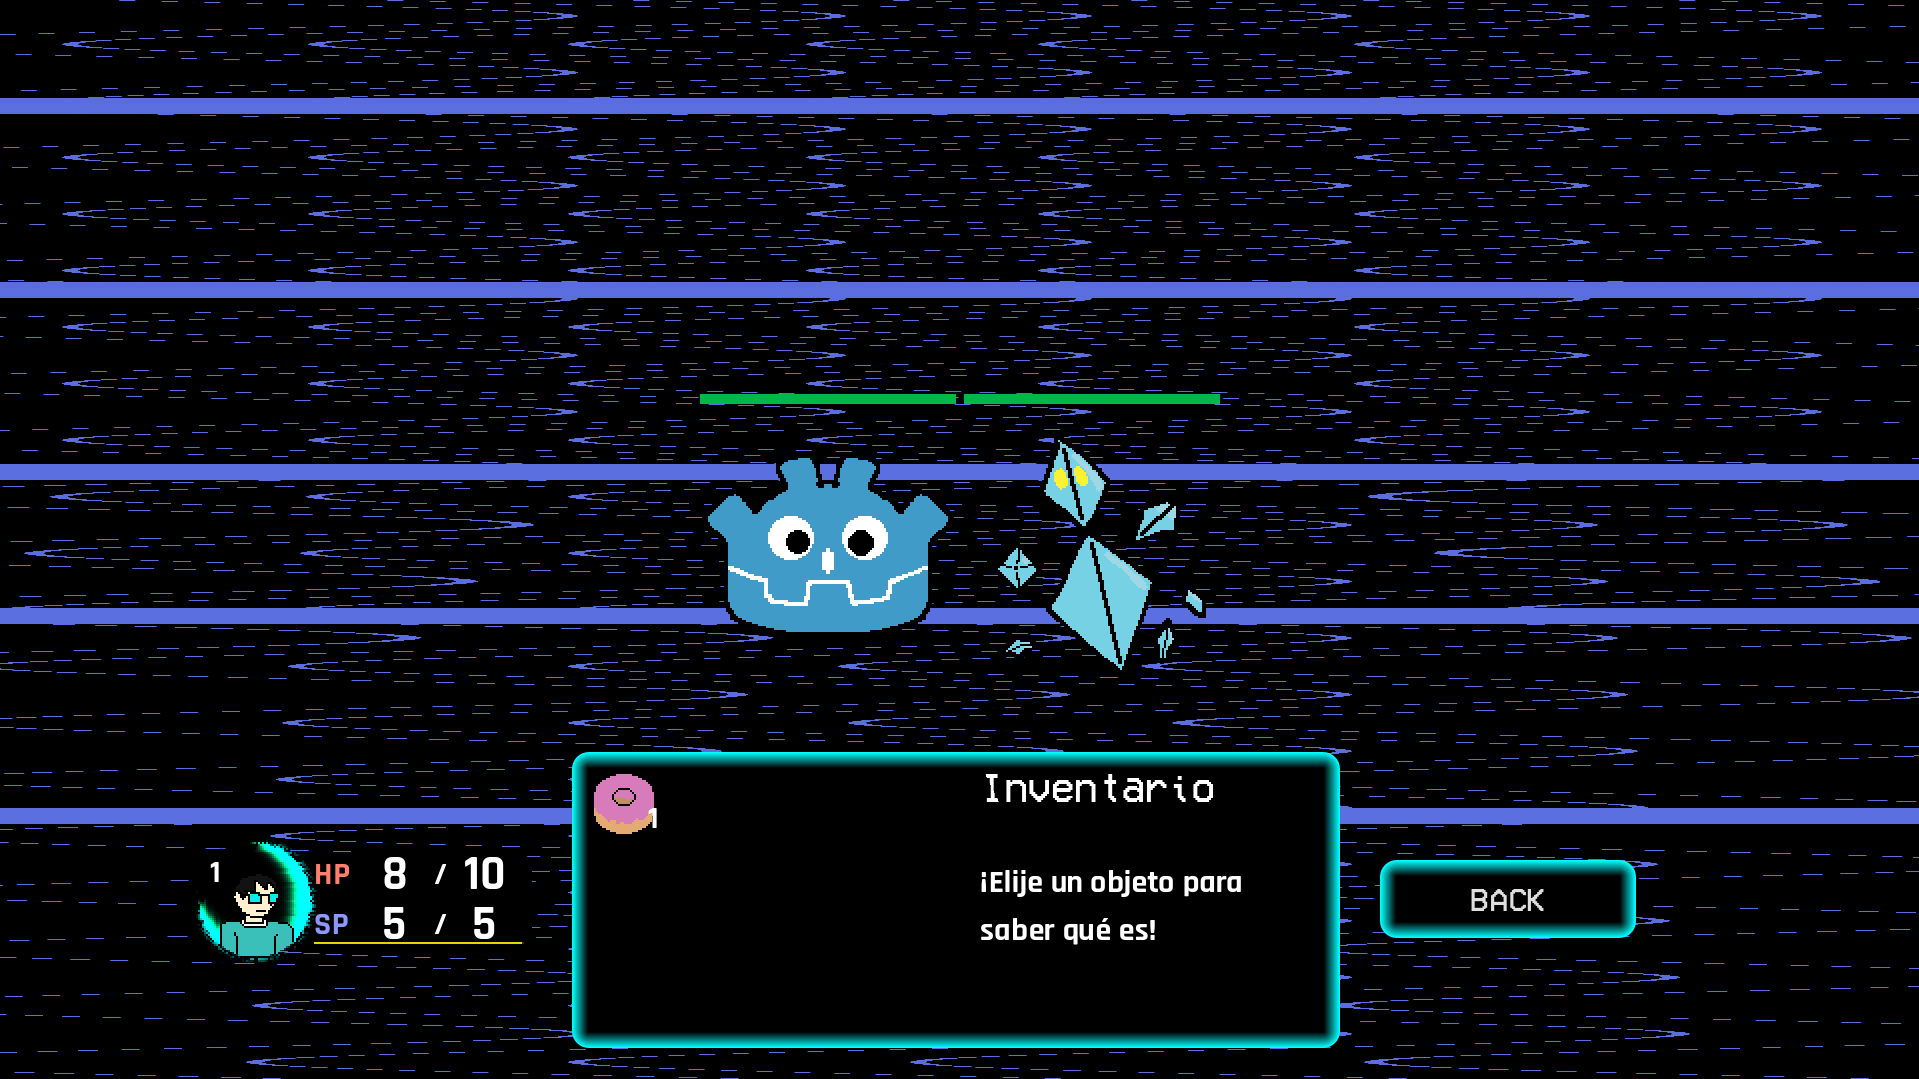 Inventario
1
¡Elije un objeto para
saber qué es!
1
HP 8 / 10
SP 5 / 5
BACK